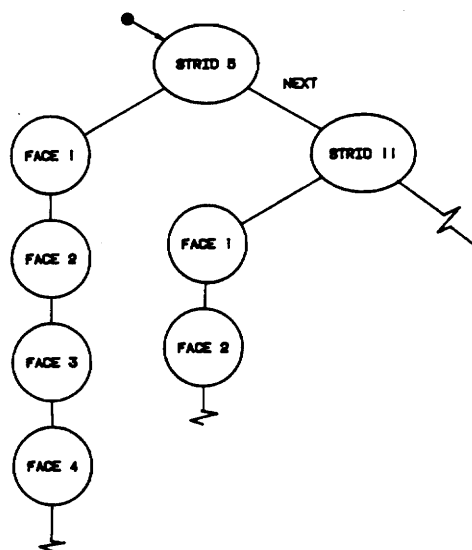 STRID 5
NEXT
FACE 1
STRID 11
FACE 2
FACE 1
FACE 3
FACE 2
FACE 4